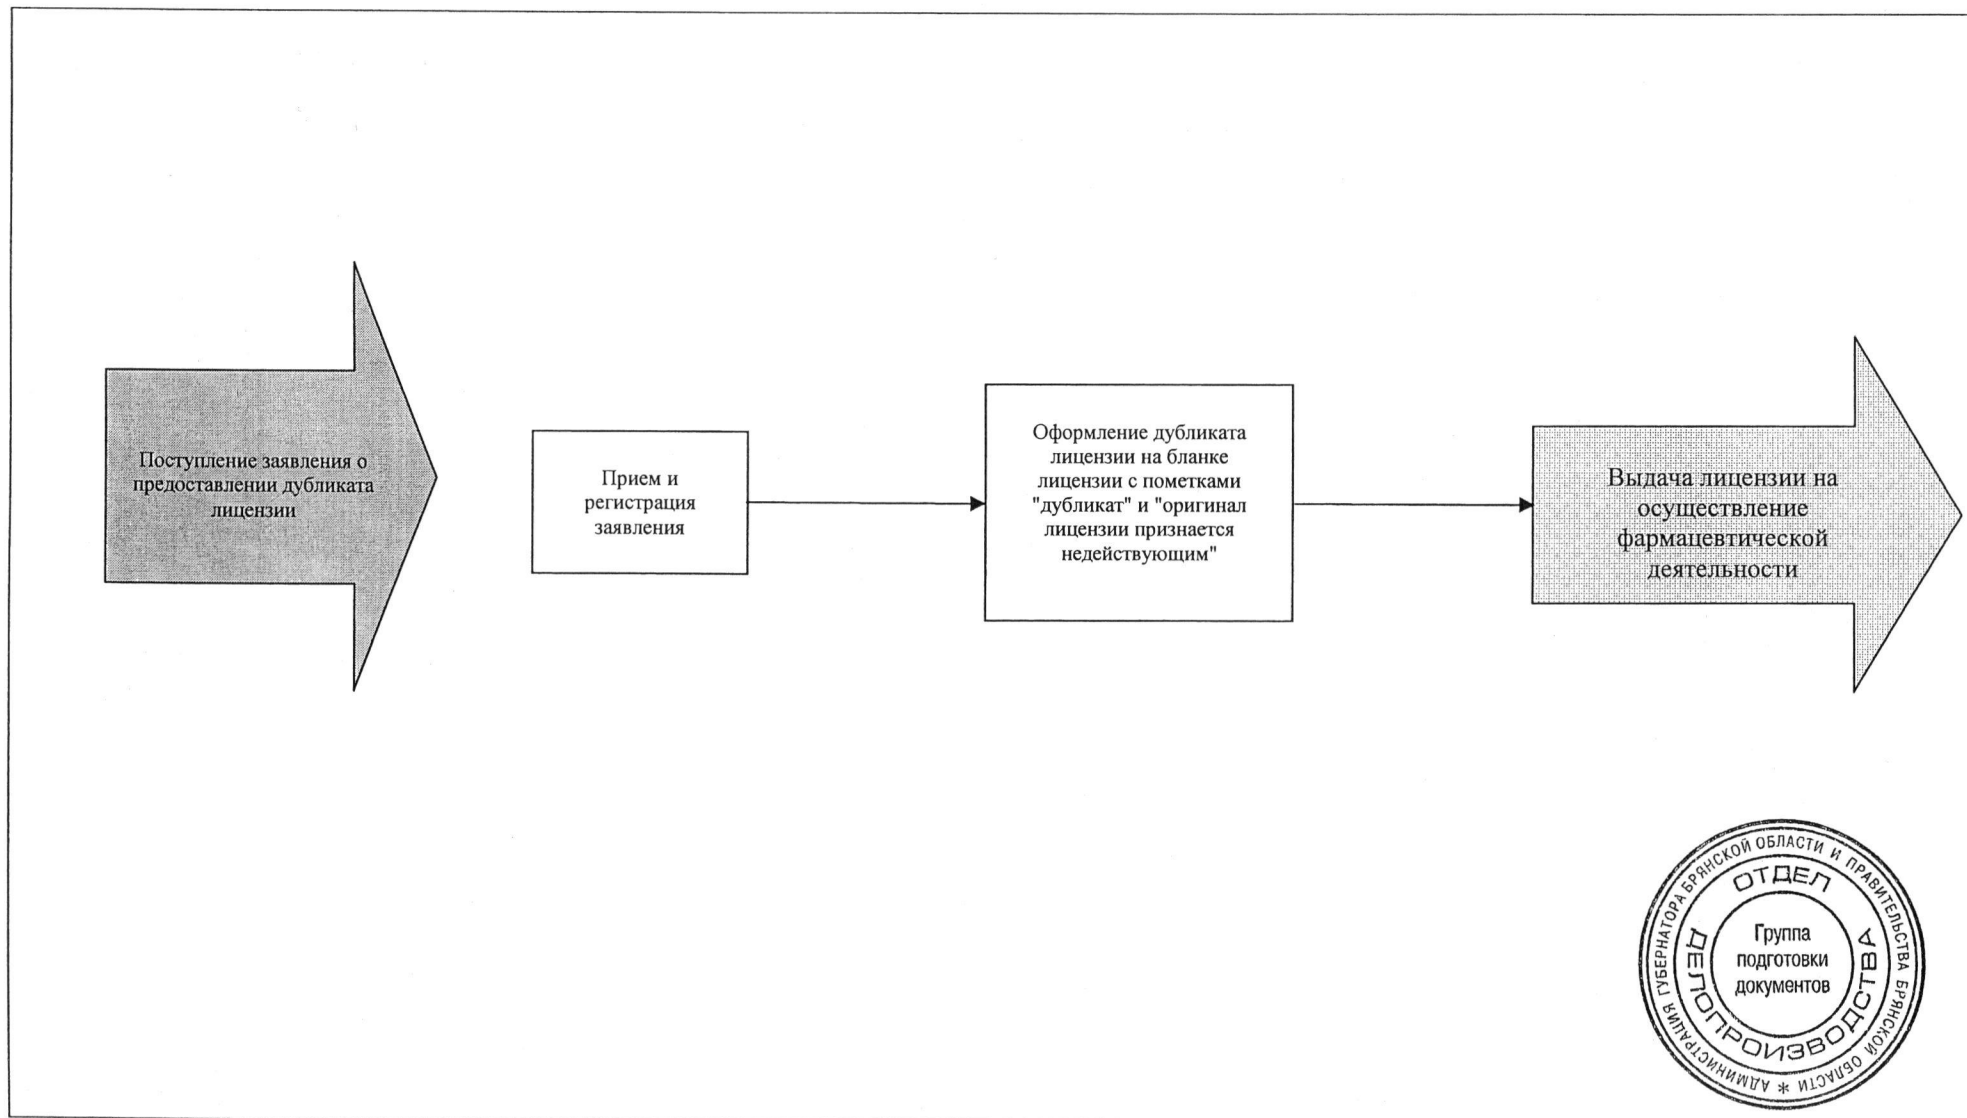 Поступление заявления о
предоставлении дубликата
лицензии
Прием и
регистрация
заявления
Оформление дубликата
лицензии на бланке
лицензии с пометками
"дубликат" и "оригинал
лицензии признается
недействующим"
Выдача лицензии на
осуществление
фармацевтической
деятельности
АДМИНИСТРАЦИЯ ГУБЕРНАТОРА БРЯНСКОЙ ОБЛАСТИ И ПРАВИТЕЛЬСТВА БРЯНСКОЙ ОБЛАСТИ *
ОТДЕЛ
ДЕЛОПРОИЗВОДСТВА
Группа
подготовки
документов